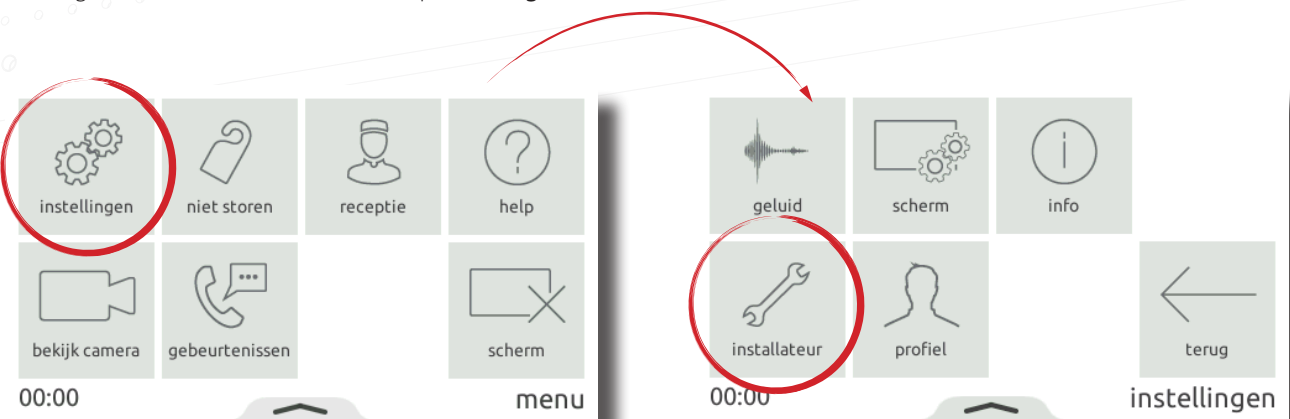 instellingen niet storen receptie help
bekijk camera gebeurtenissen scherm
00:00 menu
geluid scherm info
installateur profiel terug
00:00 instellingen